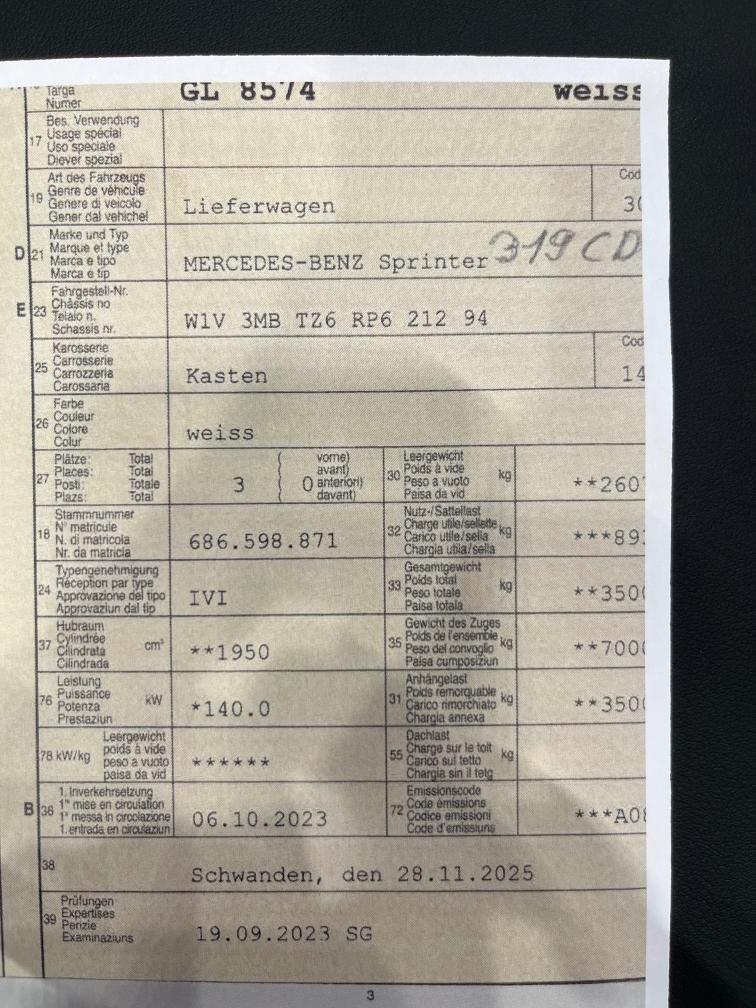 Targa
Numer
GL 8574 weiss
17 Bes. Verwendung
Usage spécial
Uso speciale
Diever spezial
19 Art des Fahrzeugs
Genre de véhicule
Genere di veicolo
Gener dal vehichel
Lieferwagen
Cod
30
D 21 Marke und Typ
Marque et type
Marca e tipo
Marca e tip
MERCEDES-BENZ Sprinter 319 CD
E 23 Fahrgestell-Nr.
Châssis no
Telaio n.
Schassis nr.
W1V 3MB TZ6 RP6 212 94
25 Karosserie
Carrosserie
Carrozzeria
Carossaria
Kasten
Cod
14
26 Farbe
Couleur
Colore
Colur
weiss
27 Plätze: Total
Places: Total
Posti: Totale
Plazs: Total
3 ( 0 vorne)
avant)
anteriori)
davant)
30 Leergewicht
Poids à vide
Peso a vuoto
Paisa da vid
kg
**260
18 Stammnummer
N° matricule
N. di matricola
Nr. da matricla
686.598.871
32 Nutz-/Sattellast
Charge utile/sellette
Carico utile/sella
Chargia utila/sella
kg
***89
24 Typengenehmigung
Réception par type
Approvazione del tipo
Approvaziun dal tip
IVI
33 Gesamtgewicht
Poids total
Peso totale
Paisa totala
kg
**3500
37 Hubraum
Cylindrée
Cilindrata
Cilindrada
cm³
**1950
35 Gewicht des Zuges
Poids de l'ensemble
Peso del convoglio
Paisa cumposiziun
kg
**7000
76 Leistung
Puissance
Potenza
Prestaziun
kW
*140.0
31 Anhängelast
Poids remorquable
Carico rimorchiato
Chargia annexa
kg
**3500
78 kW/kg Leergewicht
poids à vide
peso a vuoto
paisa da vid
******
55 Dachlast
Charge sur le toit
Carico sul tetto
Chargia sin il tetg
kg
B 36 1. Inverkehrsetzung
1re mise en circulation
1a messa in circolazione
1. entrada en circulaziun
06.10.2023
72 Emissionscode
Code émissions
Codice emissioni
Code d'emissiuns
***A08
38
Schwanden, den 28.11.2025
39 Prüfungen
Expertises
Perizie
Examinaziuns
19.09.2023 SG
3